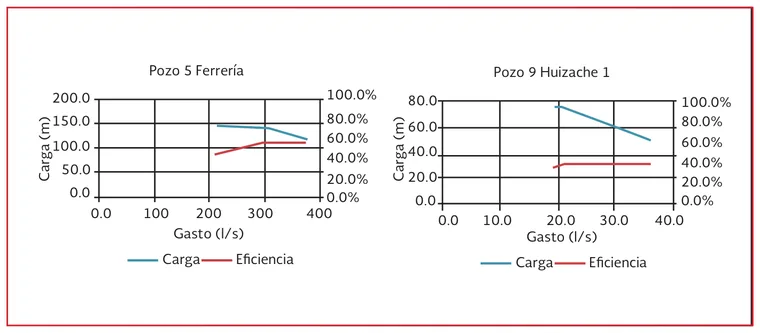 Pozo 5 Ferrería
Carga (m)
200.0
150.0
100.0
50.0
0.0
100.0%
80.0%
60.0%
40.0%
20.0%
0.0%
0.0 100 200 300 400
Gasto (l/s)
Carga Eficiencia
Pozo 9 Huizache 1
Carga (m)
80.0
60.0
40.0
20.0
0.0
100.0%
80.0%
60.0%
40.0%
20.0%
0.0%
0.0 10.0 20.0 30.0 40.0
Gasto (l/s)
Carga Eficiencia